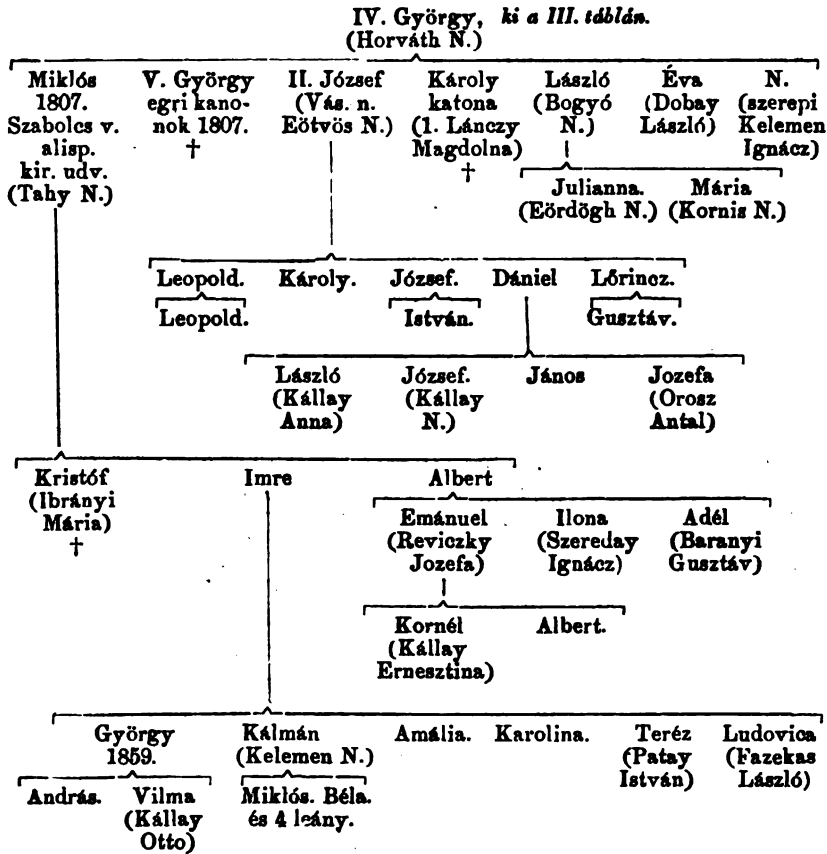 IV. György, ki a III. táblán.
(Horváth N.)
Miklós V. György II. József Károly László Éva N.
1807. egri kano- (Vás. n. katona (Bogyó (Dobay (szerepi
Szabolcs v. nok 1807. Eötvös N.) (1. Lánczy N.) László) Kelemen
alisp. † Magdolna) Ignácz)
kir. udv. †
(Tahy N.) Julianna. Mária
(Eördögh N.) (Kornis N.)
Leopold. Károly. József. Dániel Lőrincz.
Leopold. István. Gusztáv.
László József. János Jozefa
(Kállay (Kállay (Orosz
Anna) N.) Antal)
Kristóf Imre Albert
(Ibrányi
Mária)
†
Emánuel Ilona Adél
(Reviczky (Szereday (Baranyi
Jozefa) Ignácz) Gusztáv)
Kornél Albert.
(Kállay
Ernesztina)
György Kálmán Amália. Karolina. Teréz Ludovica
1859. (Kelemen N.) (Patay (Fazekas
István) László)
András. Vilma Miklós. Béla.
(Kállay és 4 leány.
Otto)